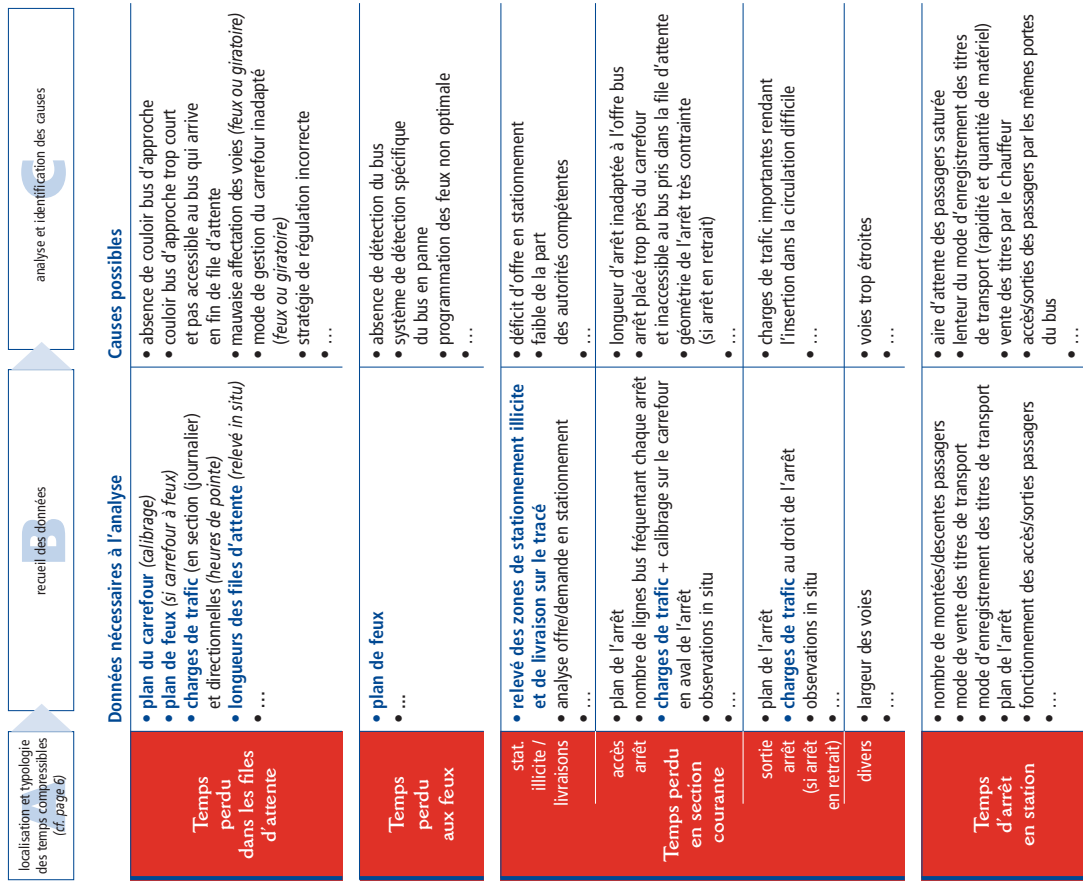 A
localisation et typologie
des temps compressibles
(cf. page 6)
B
recueil des données
C
analyse et identification des causes
Données nécessaires à l'analyse
Causes possibles
Temps
perdu
dans les files
d'attente
• plan du carrefour (calibrage)
• plan de feux (si carrefour à feux)
• charges de trafic (en section (journalier)
et directionnelles (heures de pointe)
• longueurs des files d'attente (relevé in situ)
• ...
• absence de couloir bus d'approche
• couloir bus d'approche trop court
et pas accessible au bus qui arrive
en fin de file d'attente
• mauvaise affectation des voies (feux ou giratoire)
• mode de gestion du carrefour inadapté
(feux ou giratoire)
• stratégie de régulation incorrecte
• ...
Temps
perdu
aux feux
• plan de feux
• ...
• absence de détection du bus
• système de détection spécifique
du bus en panne
• programmation des feux non optimale
• ...
Temps perdu
en section
courante
stat.
illicite /
livraisons
• relevé des zones de stationnement illicite
et de livraison sur le tracé
• analyse offre/demande en stationnement
• ...
• déficit d'offre en stationnement
• faible de la part
des autorités compétentes
• ...
accès
arrêt
• plan de l'arrêt
• nombre de lignes bus fréquentant chaque arrêt
• charges de trafic + calibrage sur le carrefour
en aval de l'arrêt
• observations in situ
• ...
• longueur d'arrêt inadaptée à l'offre bus
• arrêt placé trop près du carrefour
et inaccessible au bus pris dans la file d'attente
• géométrie de l'arrêt très contrainte
(si arrêt en retrait)
• ...
sortie
arrêt
(si arrêt
en retrait)
• plan de l'arrêt
• charges de trafic au droit de l'arrêt
• observations in situ
• ...
• charges de trafic importantes rendant
l'insertion dans la circulation difficile
• ...
divers
• largeur des voies
• ...
• voies trop étroites
• ...
Temps
d'arrêt
en station
• nombre de montées/descentes passagers
• mode de vente des titres de transport
• mode d'enregistrement des titres de transport
• plan de l'arrêt
• fonctionnement des accès/sorties passagers
• ...
• aire d'attente des passagers saturée
• lenteur du mode d'enregistrement des titres
de transport (rapidité et quantité de matériel)
• vente des titres par le chauffeur
• accès/sorties des passagers par les mêmes portes
du bus
• ...